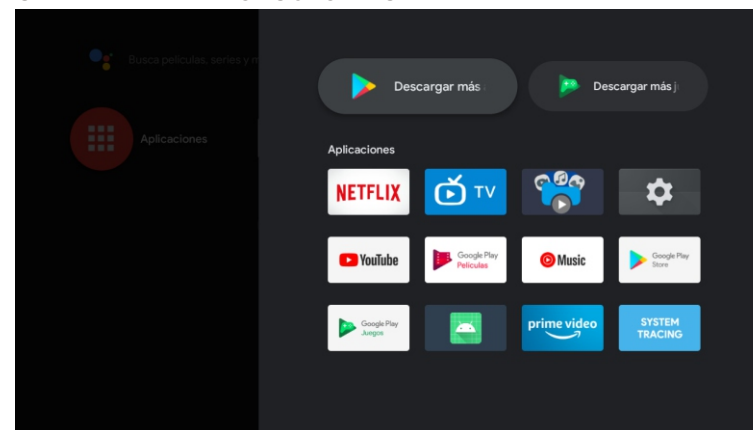 Busca películas, series y m
Descargar más
Descargar más j
Aplicaciones
Aplicaciones
NETFLIX
TV
YouTube
Google Play
Películas
Music
Google Play
Store
Google Play
Juegos
prime video
SYSTEM
TRACING